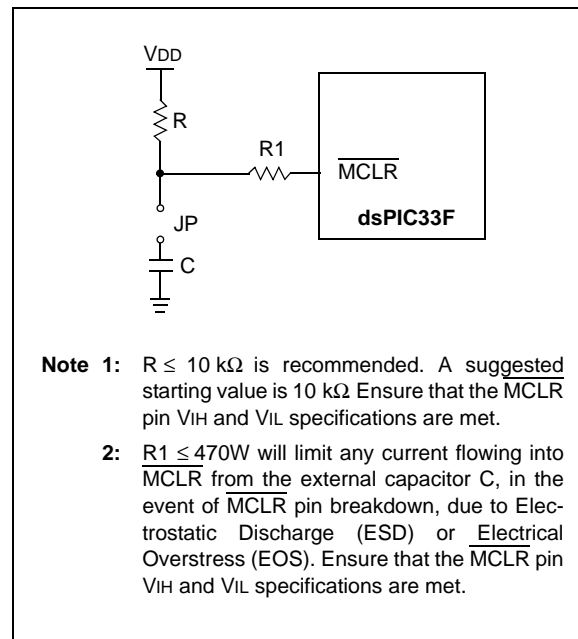 VDD
R
R1
MCLR
dsPIC33F
JP
C
Note 1: R ≤ 10 kΩ is recommended. A suggested
starting value is 10 kΩ Ensure that the MCLR
pin VIH and VIL specifications are met.
2: R1 ≤ 470W will limit any current flowing into
MCLR from the external capacitor C, in the
event of MCLR pin breakdown, due to Elec-
trostatic Discharge (ESD) or Electrical
Overstress (EOS). Ensure that the MCLR pin
VIH and VIL specifications are met.